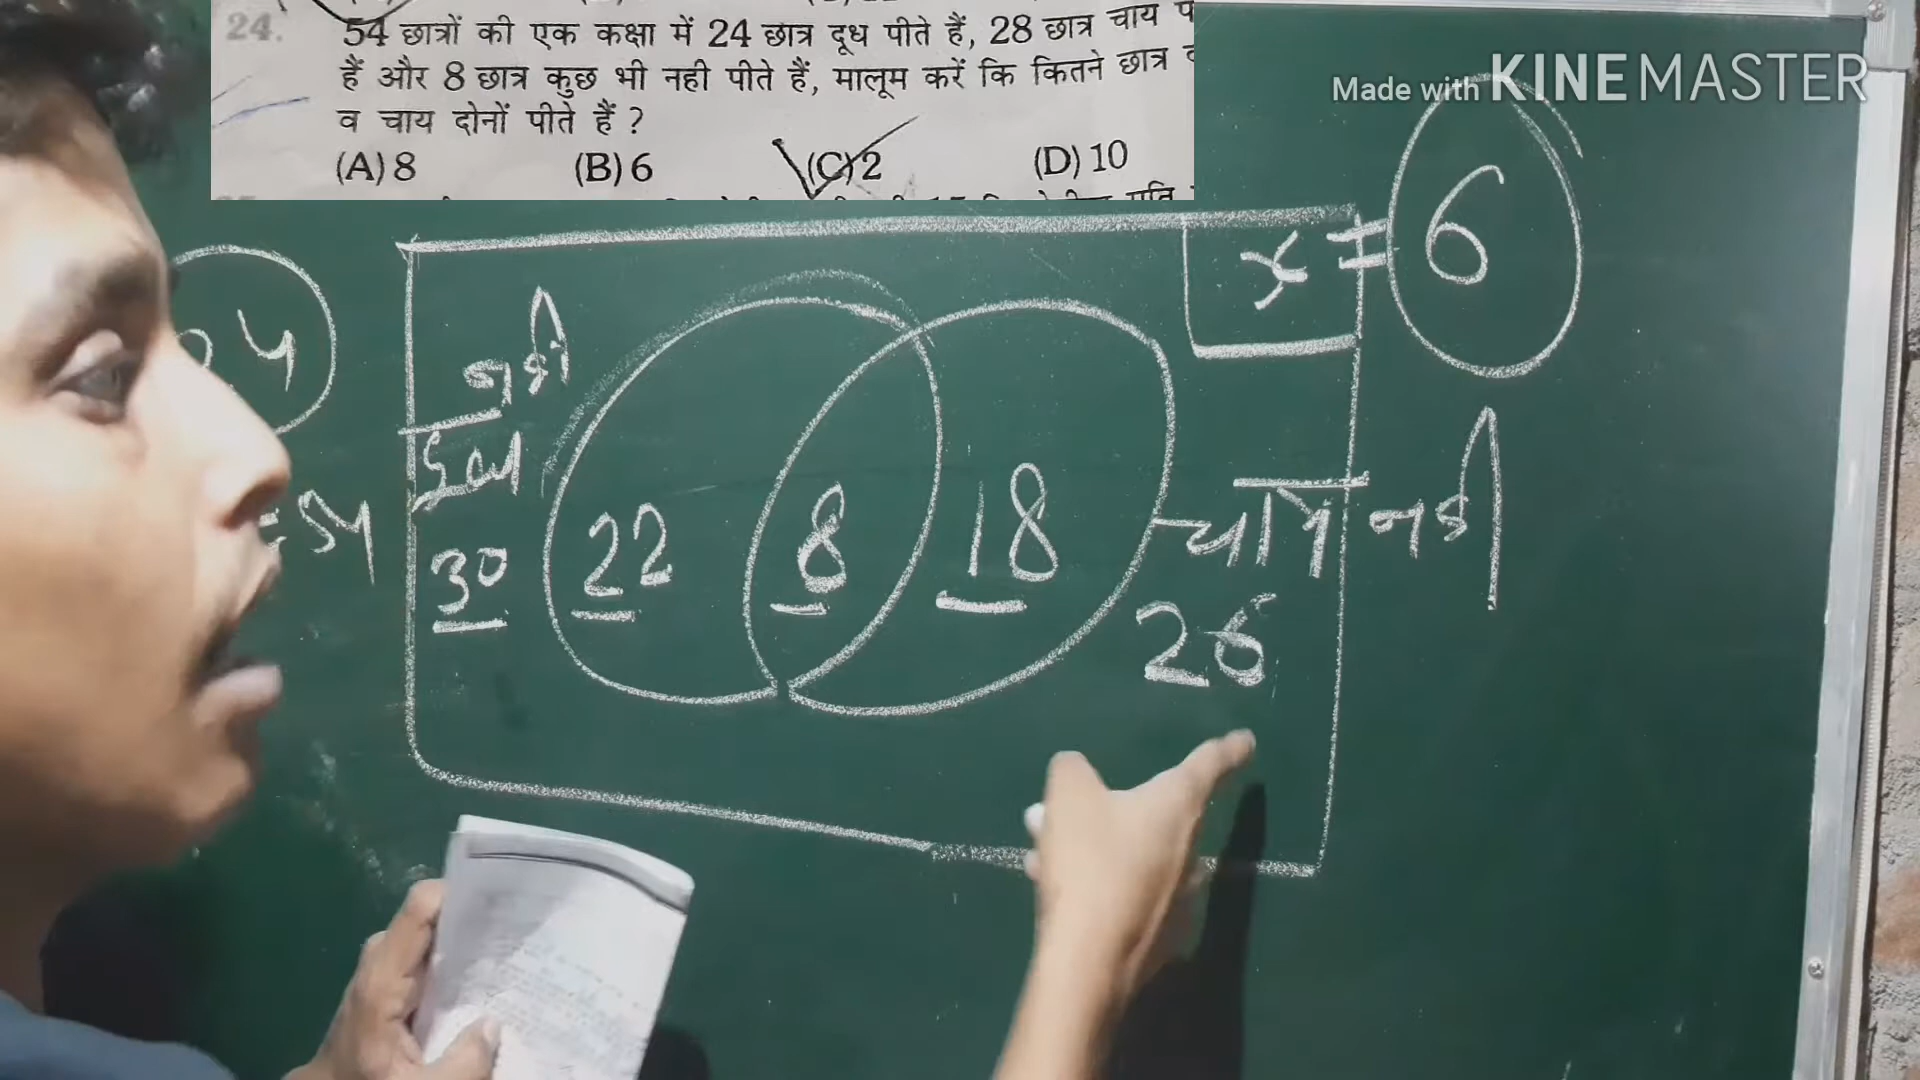 24. 54 छात्रों की एक कक्षा में 24 छात्र दूध पीते हैं, 28 छात्र चाय
हैं और 8 छात्र कुछ भी नही पीते हैं, मालूम करें कि कितने छात्र
व चाय दोनों पीते हैं ?
(A) 8 (B) 6 (C) 2 (D) 10
Made with KINEMASTER
x = 6
नही
दूध
30 22 8 18
चाय नही
26
= 54